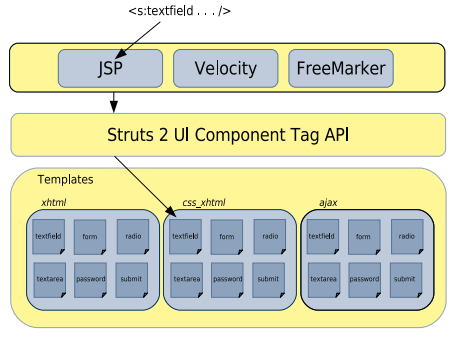 <s:textfield . . . />
JSP Velocity FreeMarker
Struts 2 UI Component Tag API
Templates
xhtml css_xhtml ajax
textfield form radio textfield form radio textfield form radio
textarea password submit textarea password submit textarea password submit